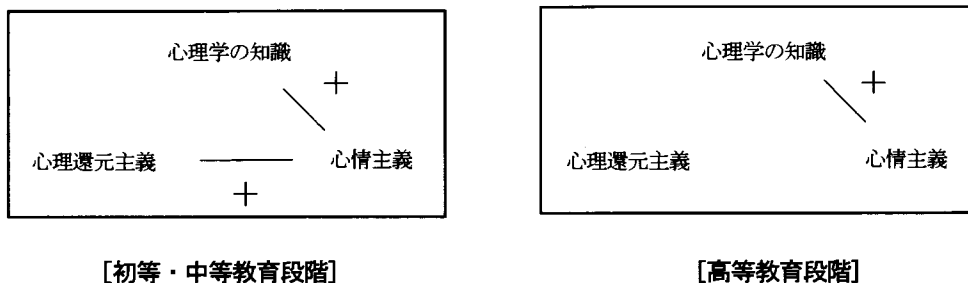 心理学の知識
+
心理還元主義
心情主義
+
[初等・中等教育段階]
心理学の知識
+
心理還元主義
心情主義
[高等教育段階]